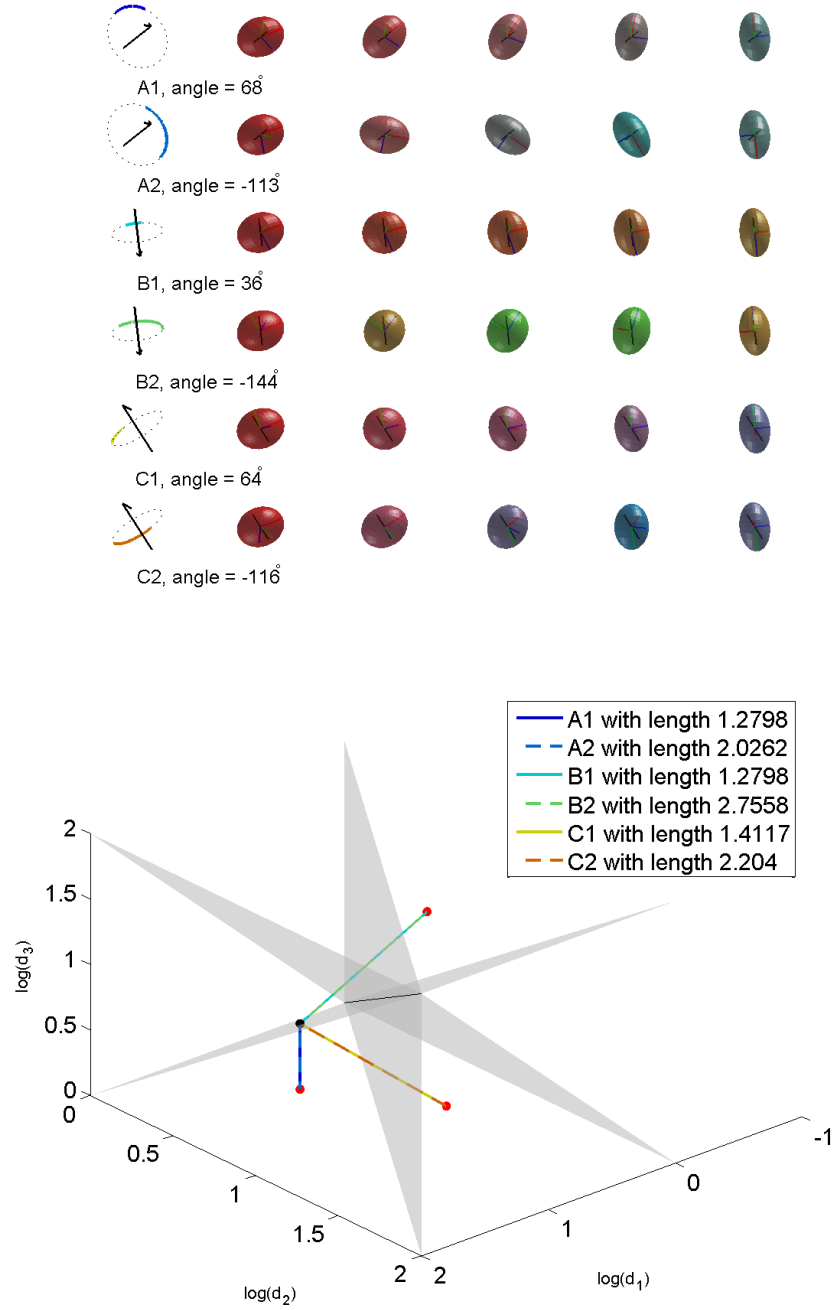 A1, angle = 68°
A2, angle = -113°
B1, angle = 36°
B2, angle = -144°
C1, angle = 64°
C2, angle = -116°
A1 with length 1.2798
A2 with length 2.0262
B1 with length 1.2798
B2 with length 2.7558
C1 with length 1.4117
C2 with length 2.204
2
1.5
1
0.5
0
log(d3)
0
0.5
1
1.5
2
log(d2)
2
1
0
-1
log(d1)